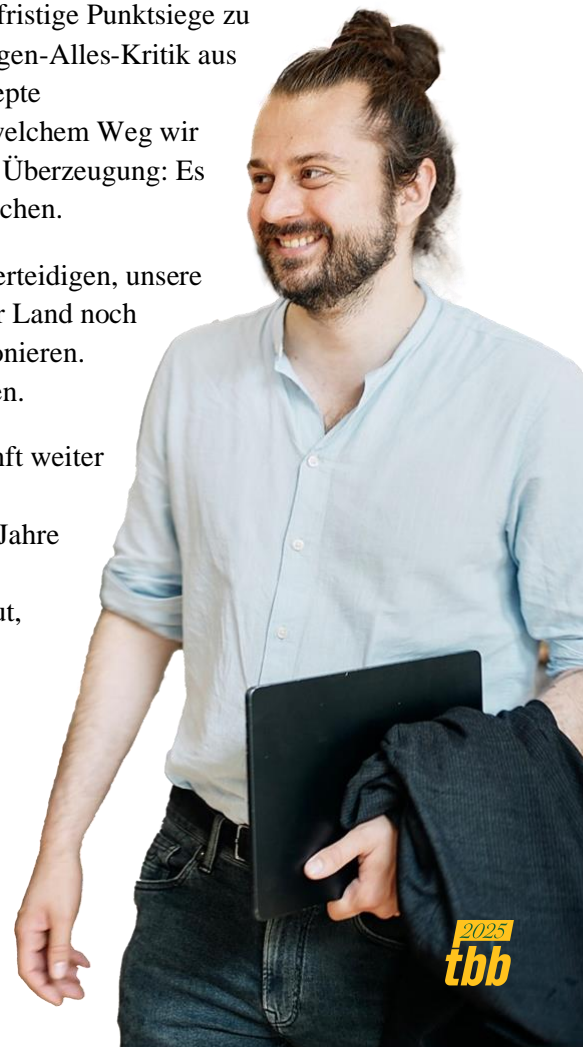 fristige Punktsiege zu
gen-Alles-Kritik aus
epte
welchem Weg wir
Überzeugung: Es
chen.
erteidigen, unsere
r Land noch
onieren.
en.
nft weiter
Jahre
ut,
2025
tbb